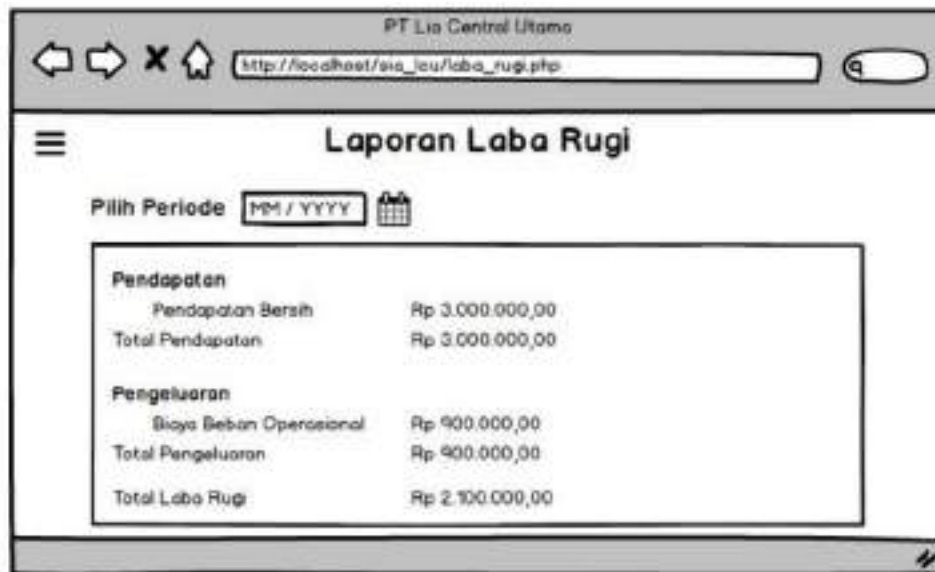 PT Lia Central Utama
http://localhost/sia_lcu/laba_rugi.php
Laporan Laba Rugi
Pilih Periode MM / YYYY
Pendapatan
Pendapatan Bersih Rp 3.000.000,00
Total Pendapatan Rp 3.000.000,00
Pengeluaran
Biaya Beban Operasional Rp 900.000,00
Total Pengeluaran Rp 900.000,00
Total Laba Rugi Rp 2.100.000,00